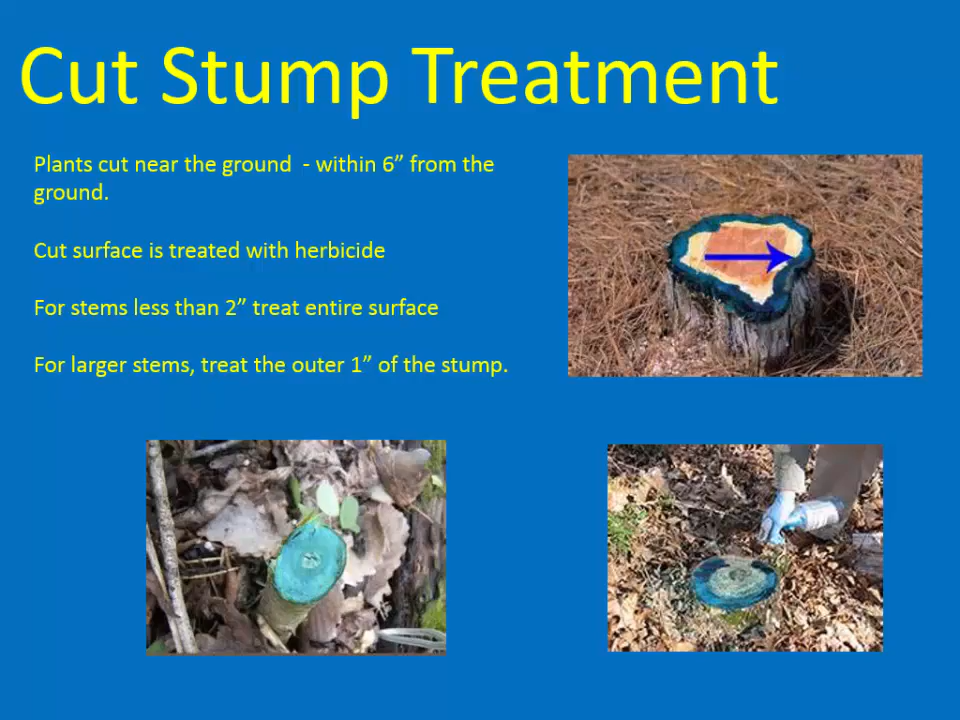 Cut Stump Treatment
Plants cut near the ground  - within 6” from the
ground.
Cut surface is treated with herbicide
For stems less than 2” treat entire surface
For larger stems, treat the outer 1” of the stump.